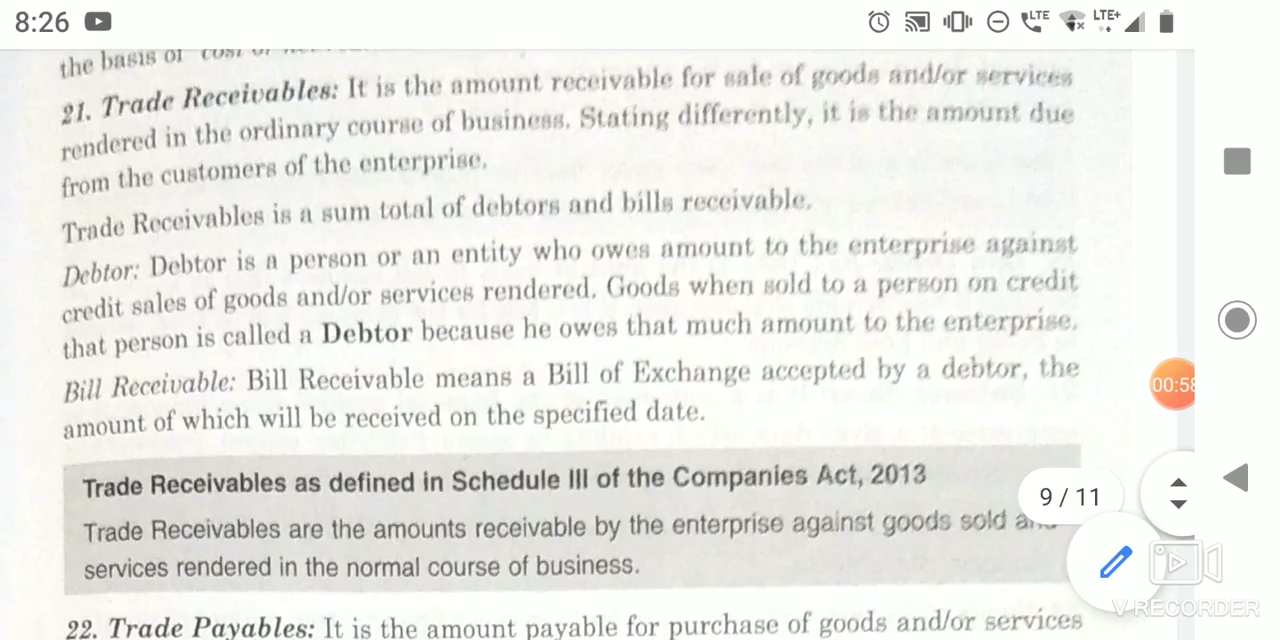 8:26
LTE
LTE+
the basis of cost or
21. Trade Receivables: It is the amount receivable for sale of goods and/or services
rendered in the ordinary course of business. Stating differently, it is the amount due
from the customers of the enterprise.
Trade Receivables is a sum total of debtors and bills receivable.
Debtor: Debtor is a person or an entity who owes amount to the enterprise against
credit sales of goods and/or services rendered. Goods when sold to a person on credit
that person is called a Debtor because he owes that much amount to the enterprise.
Bill Receivable: Bill Receivable means a Bill of Exchange accepted by a debtor, the
amount of which will be received on the specified date.
00:58
Trade Receivables as defined in Schedule III of the Companies Act, 2013
9 / 11
Trade Receivables are the amounts receivable by the enterprise against goods sold and
services rendered in the normal course of business.
V RECORDER
22. Trade Payables: It is the amount payable for purchase of goods and/or services